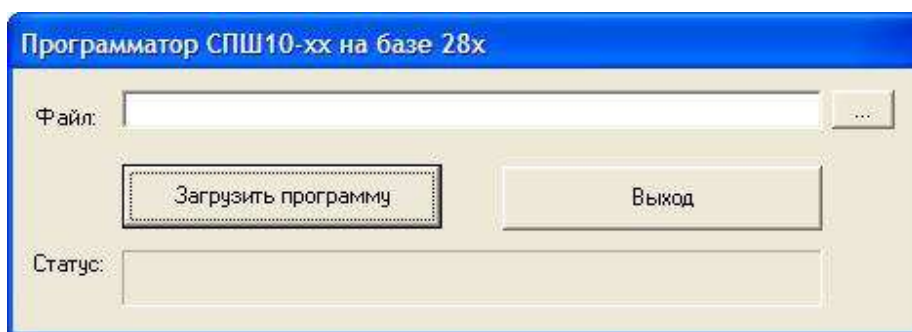 Программатор СПШ10-хх на базе 28х
Файл:
...
Загрузить программу
Выход
Статус: